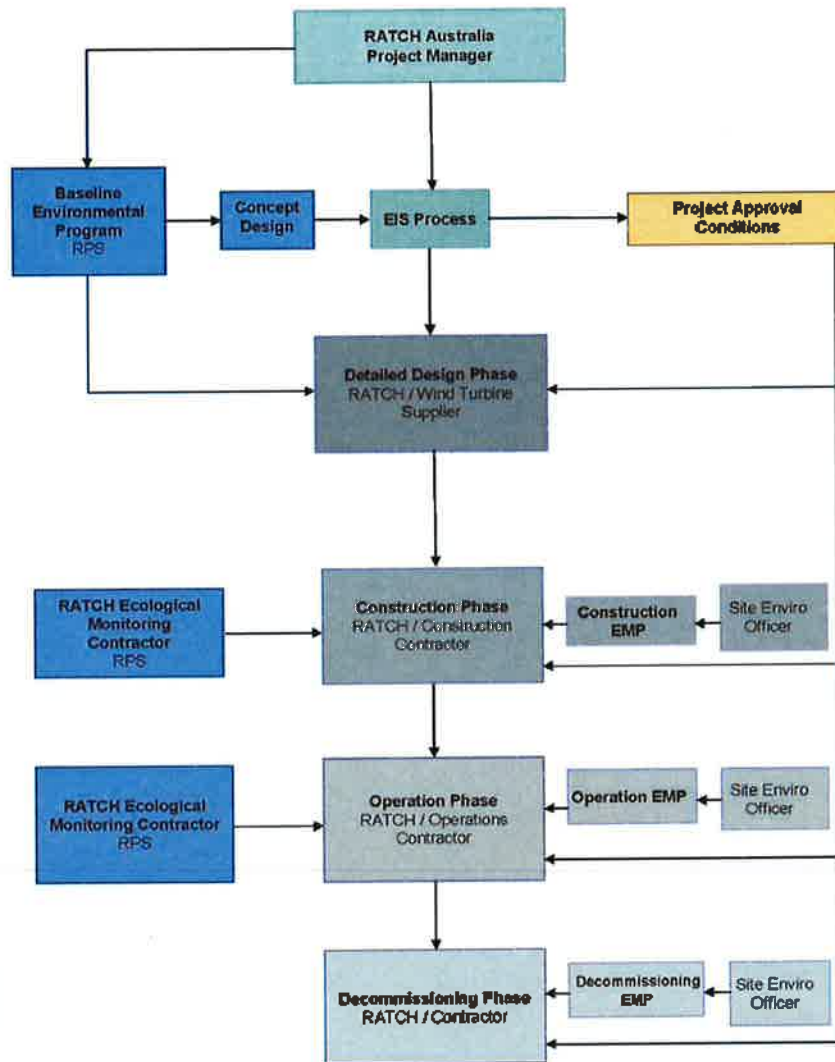 RATCH Australia
Project Manager
Baseline
Environmental
Program
RPS
Concept
Design
EIS Process
Project Approval
Conditions
Detailed Design Phase
RATCH / Wind Turbine
Supplier
RATCH Ecological
Monitoring
Contractor
RPS
Construction Phase
RATCH / Construction
Contractor
Construction
EMP
Site Enviro
Officer
RATCH Ecological
Monitoring Contractor
RPS
Operation Phase
RATCH / Operations
Contractor
Operation EMP
Site Enviro
Officer
Decommissioning Phase
RATCH / Contractor
Decommissioning
EMP
Site Enviro
Officer